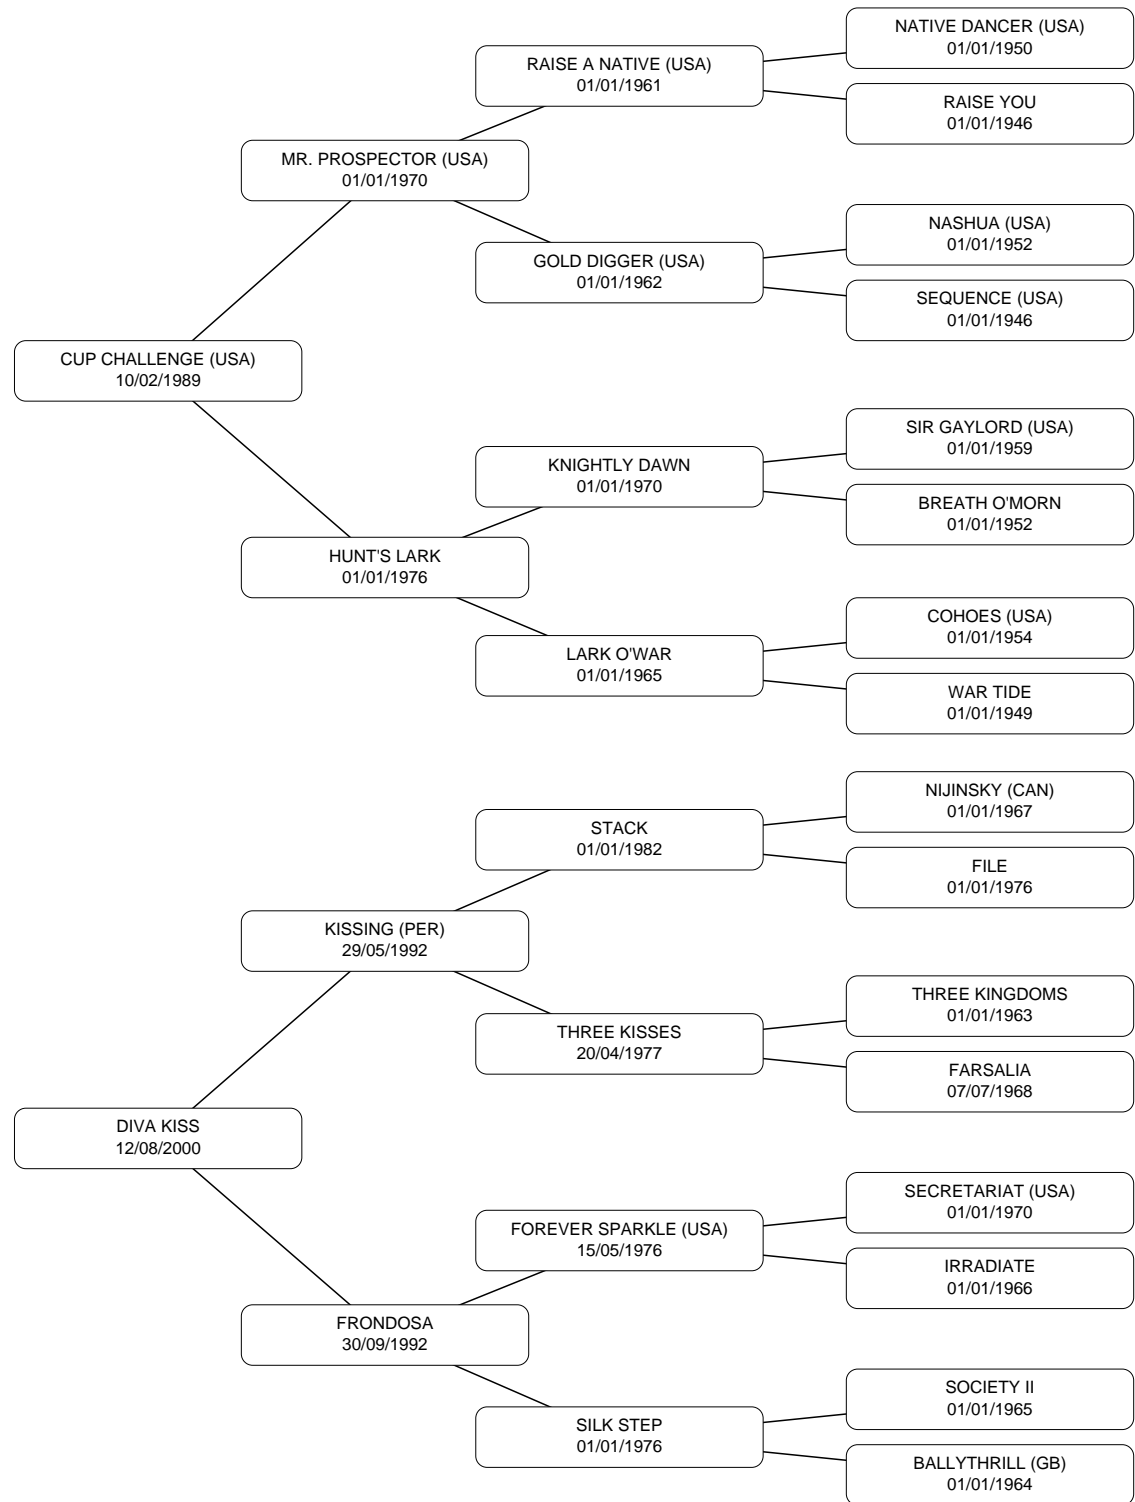 NATIVE DANCER (USA)
01/01/1950
RAISE A NATIVE (USA)
01/01/1961
RAISE YOU
01/01/1946
MR. PROSPECTOR (USA)
01/01/1970
NASHUA (USA)
01/01/1952
GOLD DIGGER (USA)
01/01/1962
SEQUENCE (USA)
01/01/1946
CUP CHALLENGE (USA)
10/02/1989
SIR GAYLORD (USA)
01/01/1959
KNIGHTLY DAWN
01/01/1970
BREATH O'MORN
01/01/1952
HUNT'S LARK
01/01/1976
COHOES (USA)
01/01/1954
LARK O'WAR
01/01/1965
WAR TIDE
01/01/1949
NIJINSKY (CAN)
01/01/1967
STACK
01/01/1982
FILE
01/01/1976
KISSING (PER)
29/05/1992
THREE KINGDOMS
01/01/1963
THREE KISSES
20/04/1977
FARSALIA
07/07/1968
DIVA KISS
12/08/2000
SECRETARIAT (USA)
01/01/1970
FOREVER SPARKLE (USA)
15/05/1976
IRRADIATE
01/01/1966
FRONDOSA
30/09/1992
SOCIETY II
01/01/1965
SILK STEP
01/01/1976
BALLYTHRILL (GB)
01/01/1964